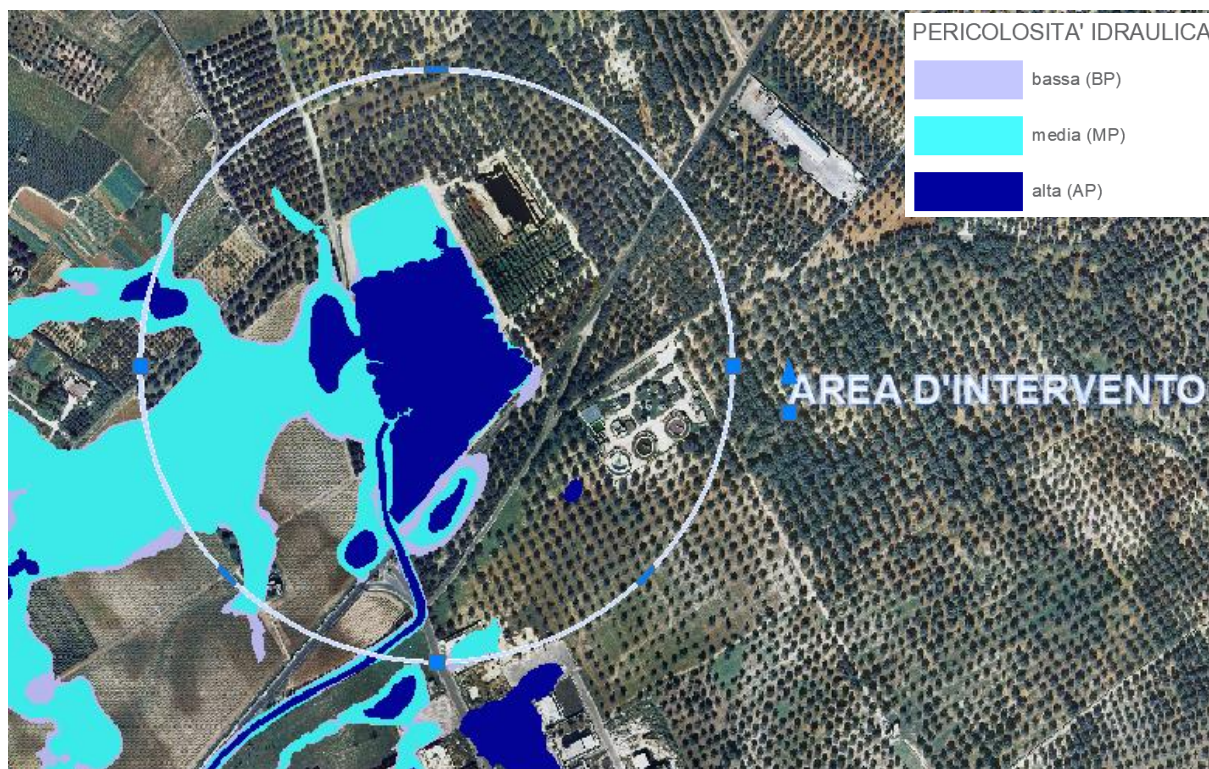 PERICOLOSITA' IDRAULICA
bassa (BP)
media (MP)
alta (AP)
AREA D'INTERVENTO